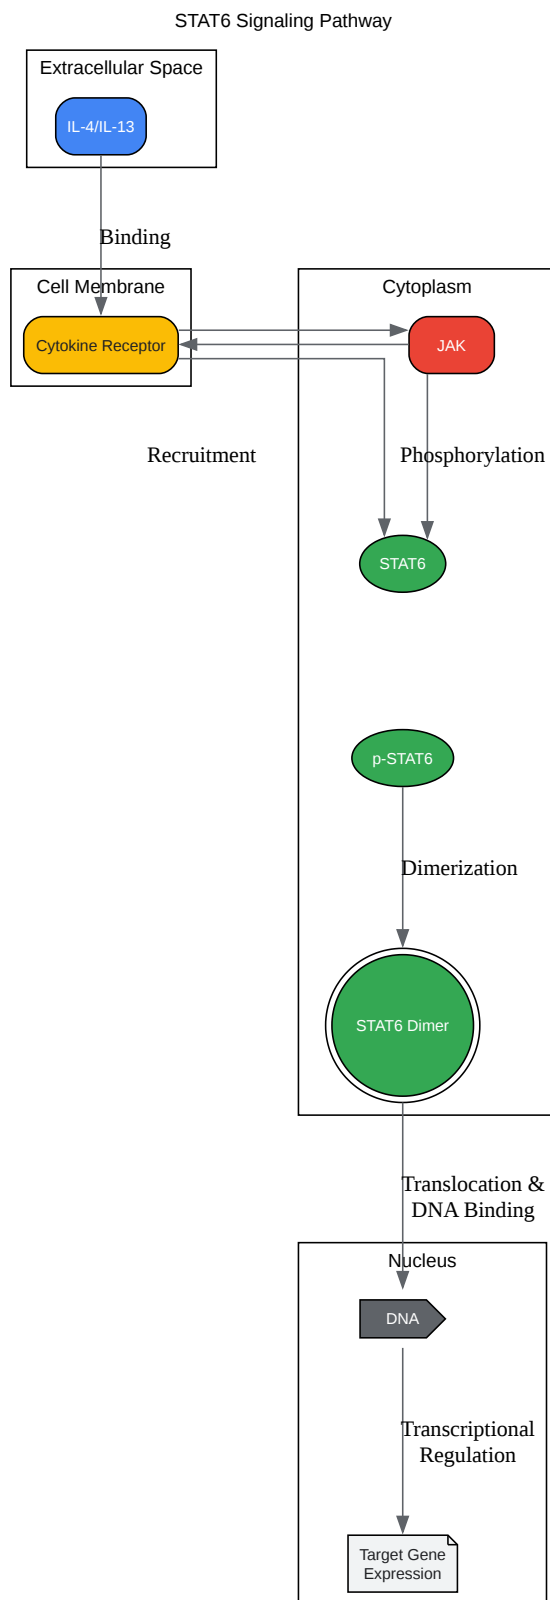 STAT6 Signaling Pathway
Extracellular Space
IL-4/IL-13
Binding
Cell Membrane
Cytoplasm
Cytokine Receptor
JAK
Recruitment
Phosphorylation
STAT6
p-STAT6
Dimerization
STAT6 Dimer
Translocation &
DNA Binding
Nucleus
DNA
Transcriptional
Regulation
Target Gene
Expression